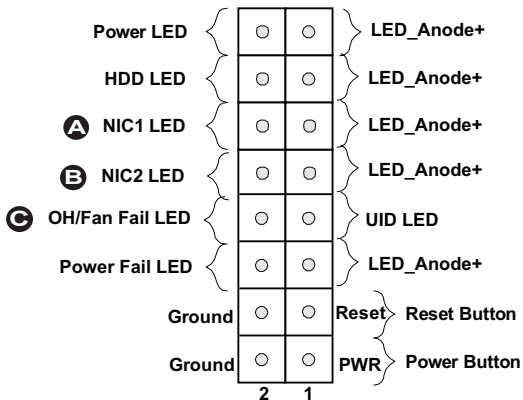 Power LED LED_Anode+
HDD LED LED_Anode+
A NIC1 LED LED_Anode+
B NIC2 LED LED_Anode+
C OH/Fan Fail LED UID LED
Power Fail LED LED_Anode+
Ground Reset Reset Button
Ground PWR Power Button
2 1